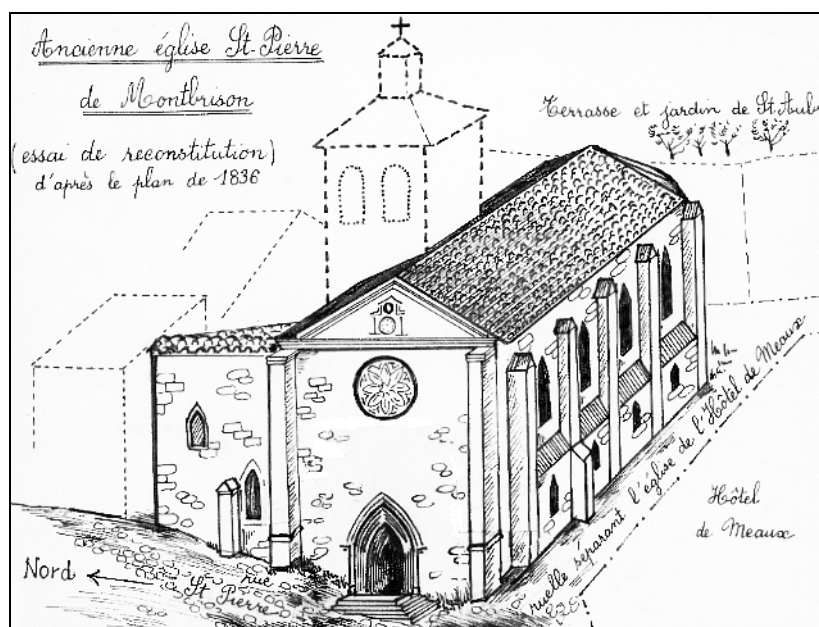 Ancienne église St-Pierre
de Montbrison
(essai de reconstitution)
d'après le plan de 1836
Terrasse et jardin de St Aub
ruelle séparant l'église de l'Hôtel de Meaux
Hôtel
de Meaux
Nord
rue
St Pierre